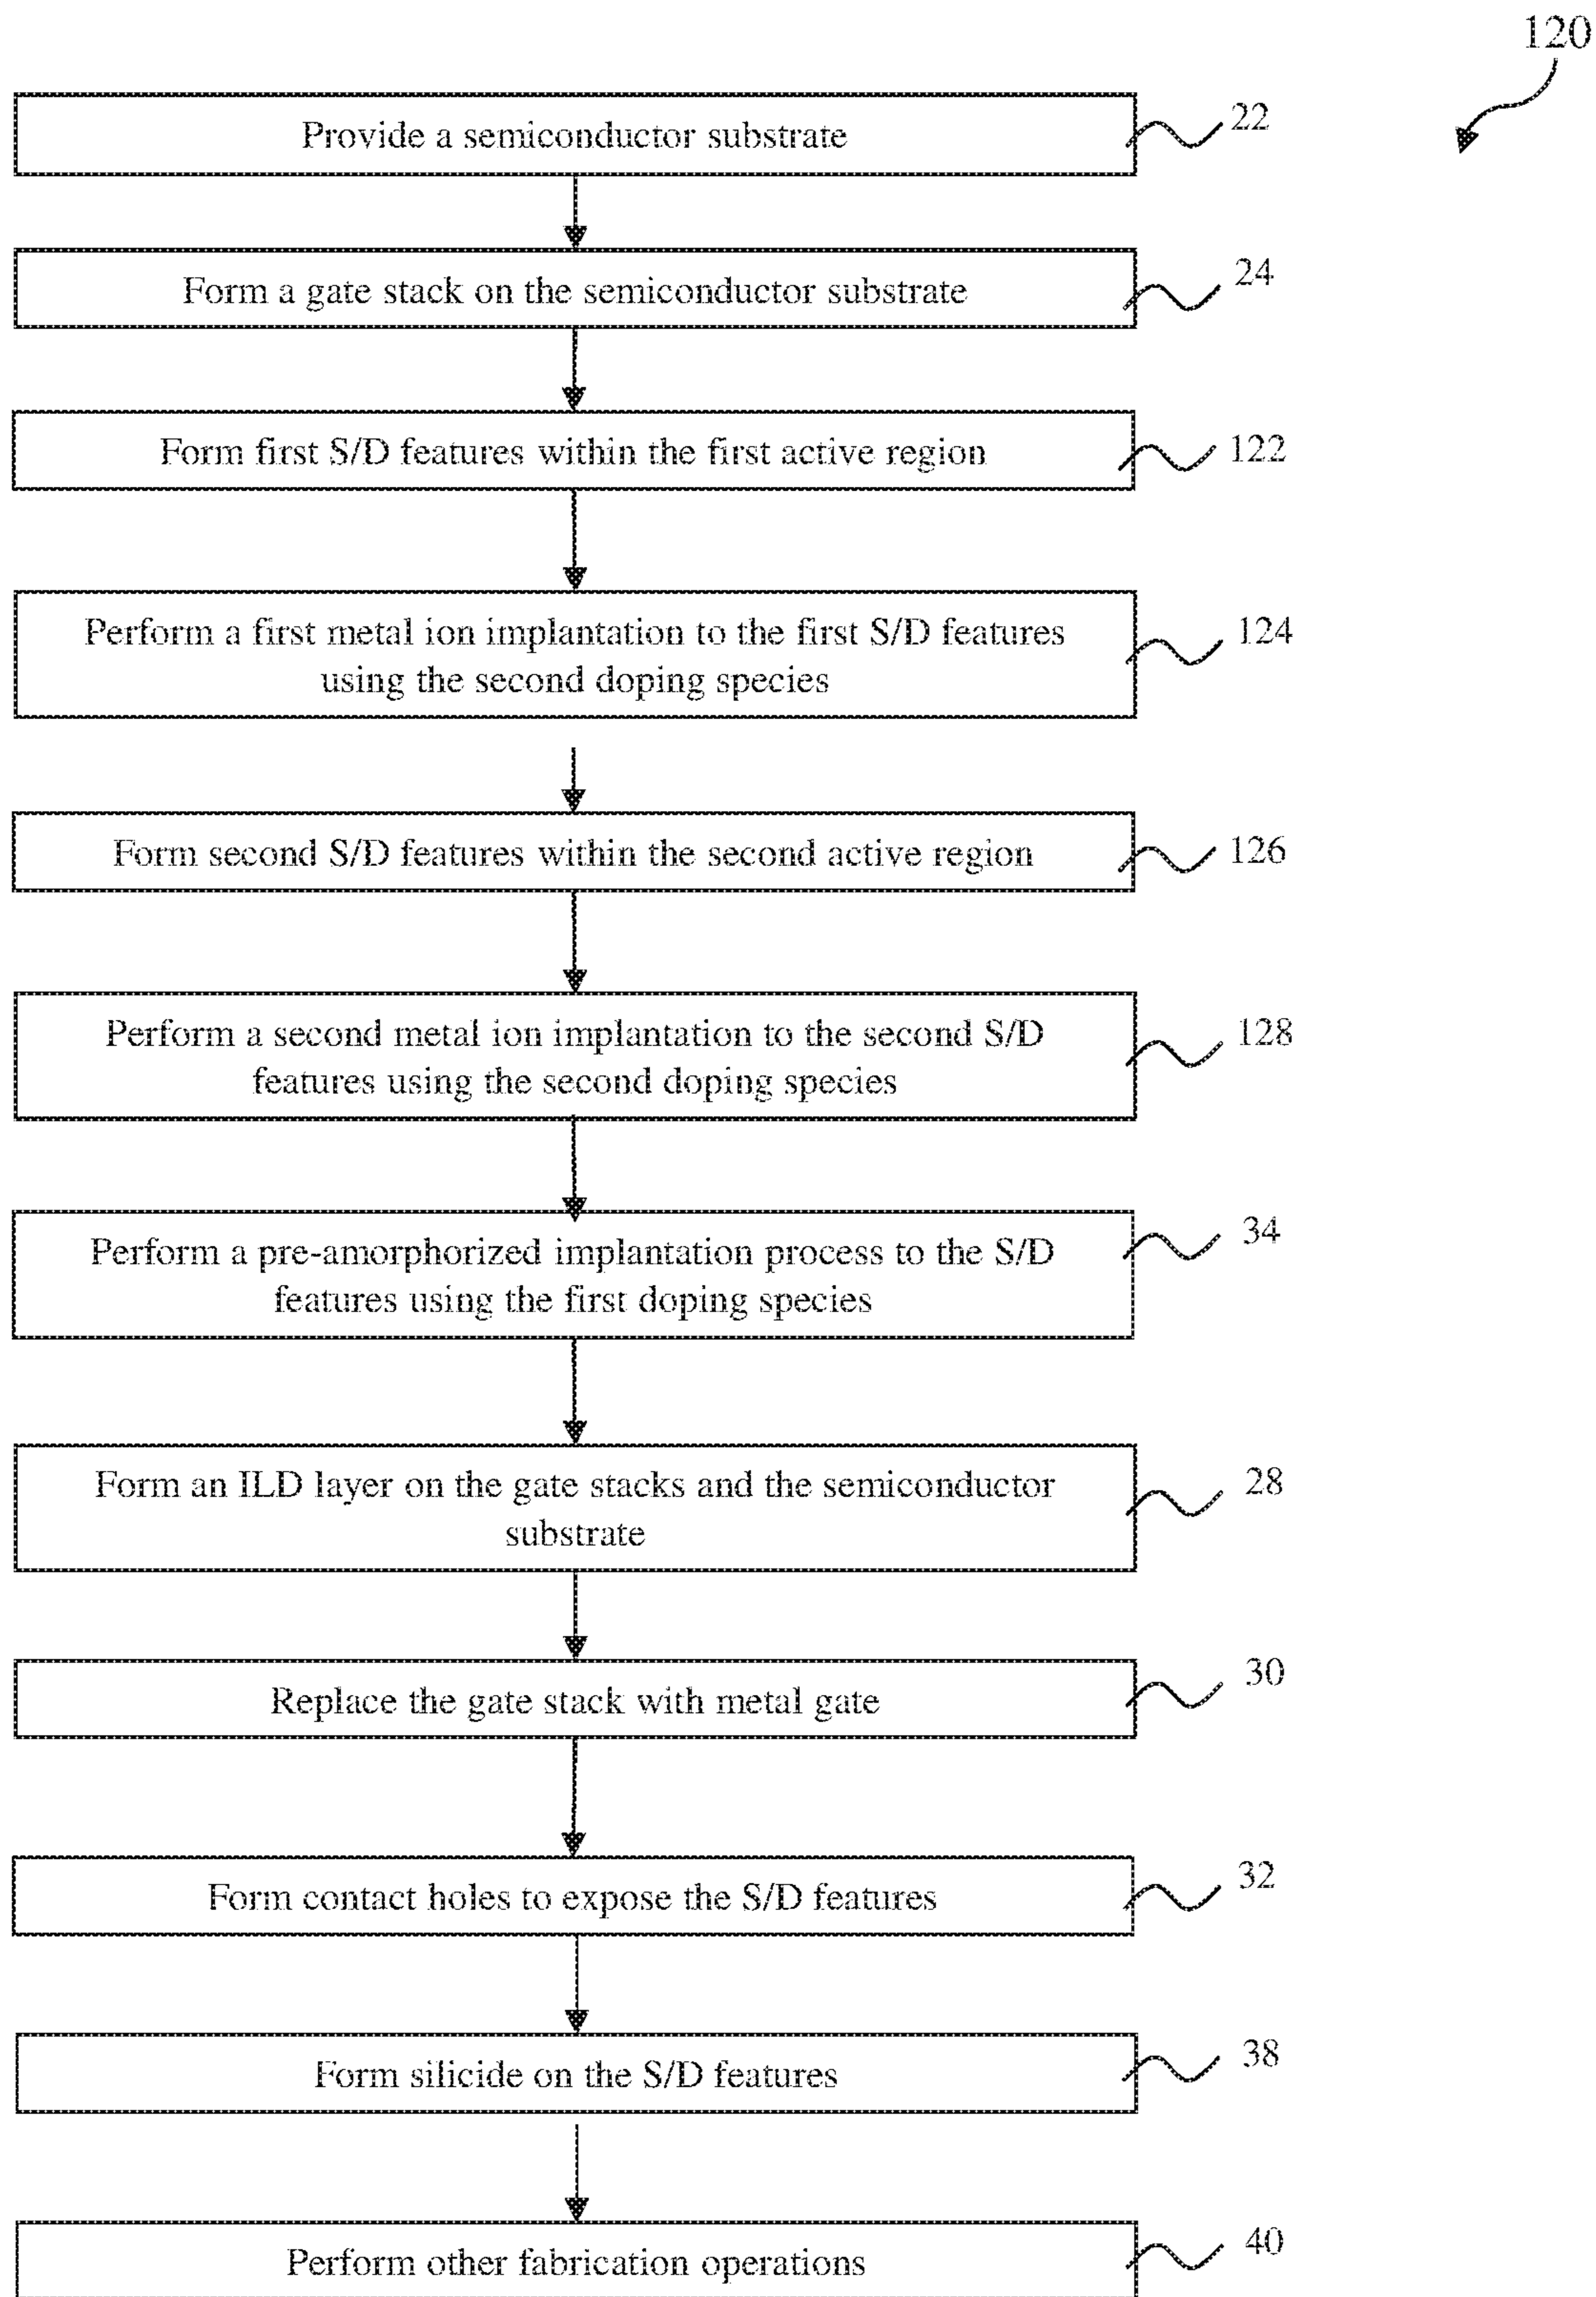 120
Provide a semiconductor substrate 22
Form a gate stack on the semiconductor substrate 24
Form first S/D features within the first active region 122
Perform a first metal ion implantation to the first S/D features 124
using the second doping species
Form second S/D features within the second active region 126
Perform a second metal ion implantation to the second S/D 128
features using the second doping species
Perform a pre-amorphorized implantation process to the S/D 34
features using the first doping species
Form an ILD layer on the gate stacks and the semiconductor 28
substrate
Replace the gate stack with metal gate 30
Form contact holes to expose the S/D features 32
Form silicide on the S/D features 38
Perform other fabrication operations 40